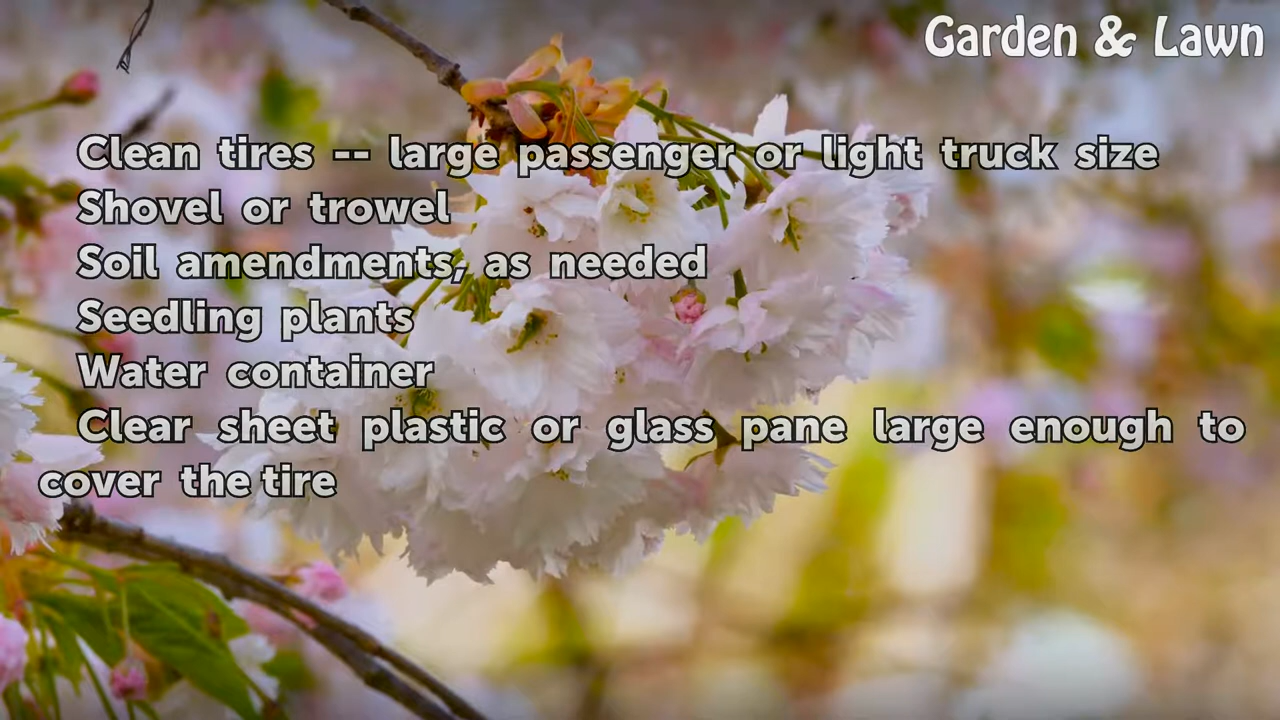 Garden & Lawn
Clean tires -- large passenger or light truck size
Shovel or trowel
Soil amendments, as needed
Seedling plants
Water container
Clear sheet plastic or glass pane large enough to
cover the tire